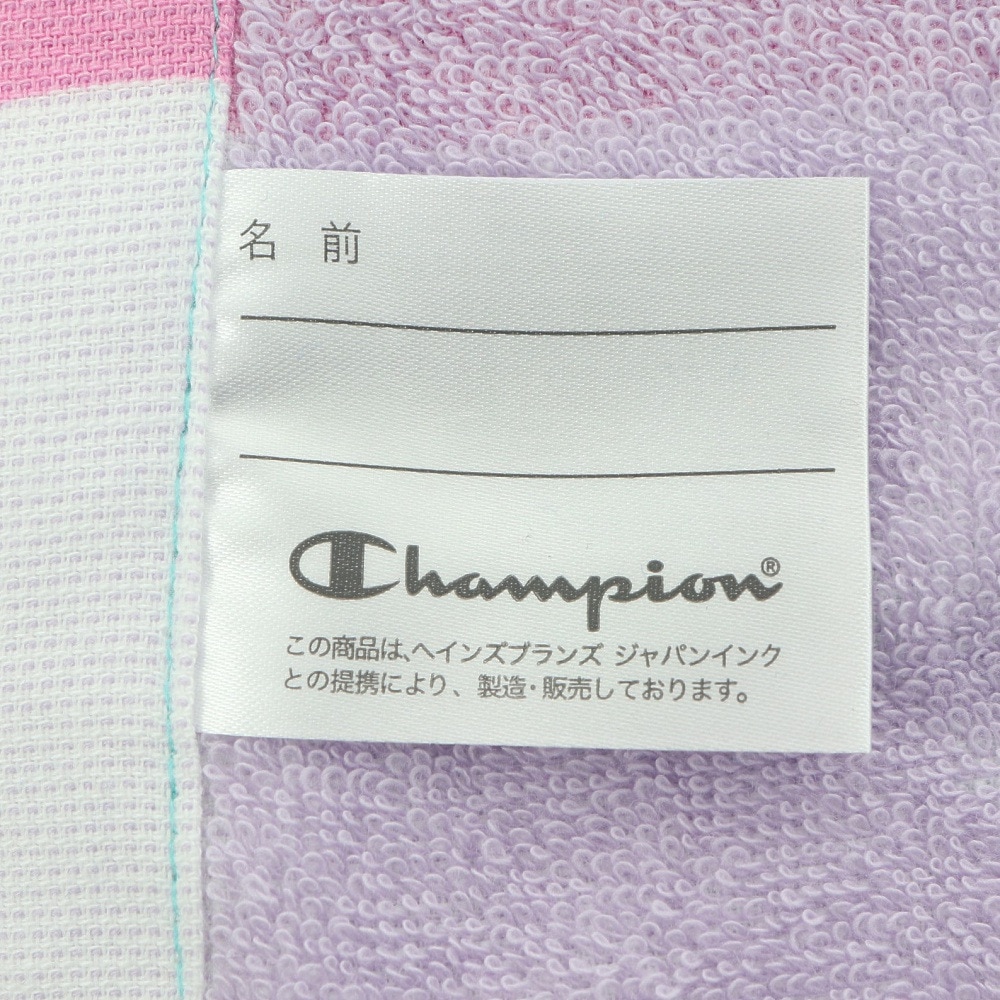 名 前
Champion®
この商品は、ヘインズブランズ ジャパンインク
との提携により、製造・販売しております。